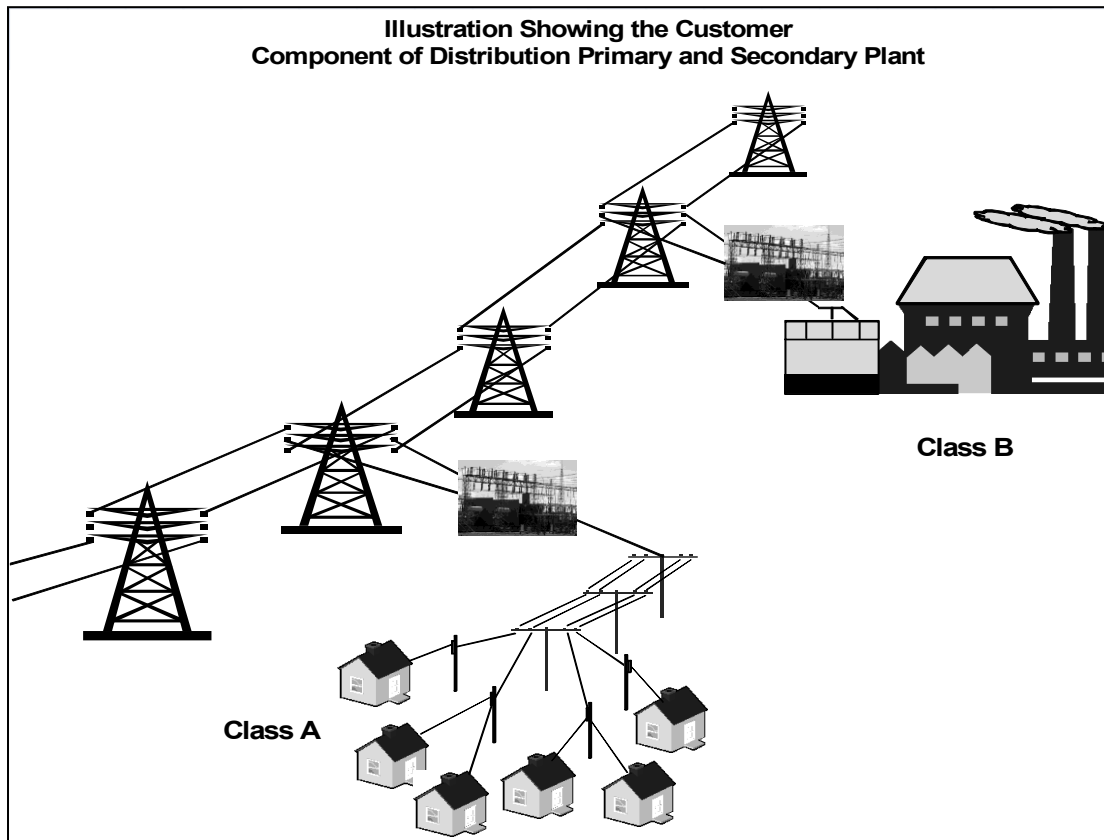 Illustration Showing the Customer
Component of Distribution Primary and Secondary Plant
Class B
Class A